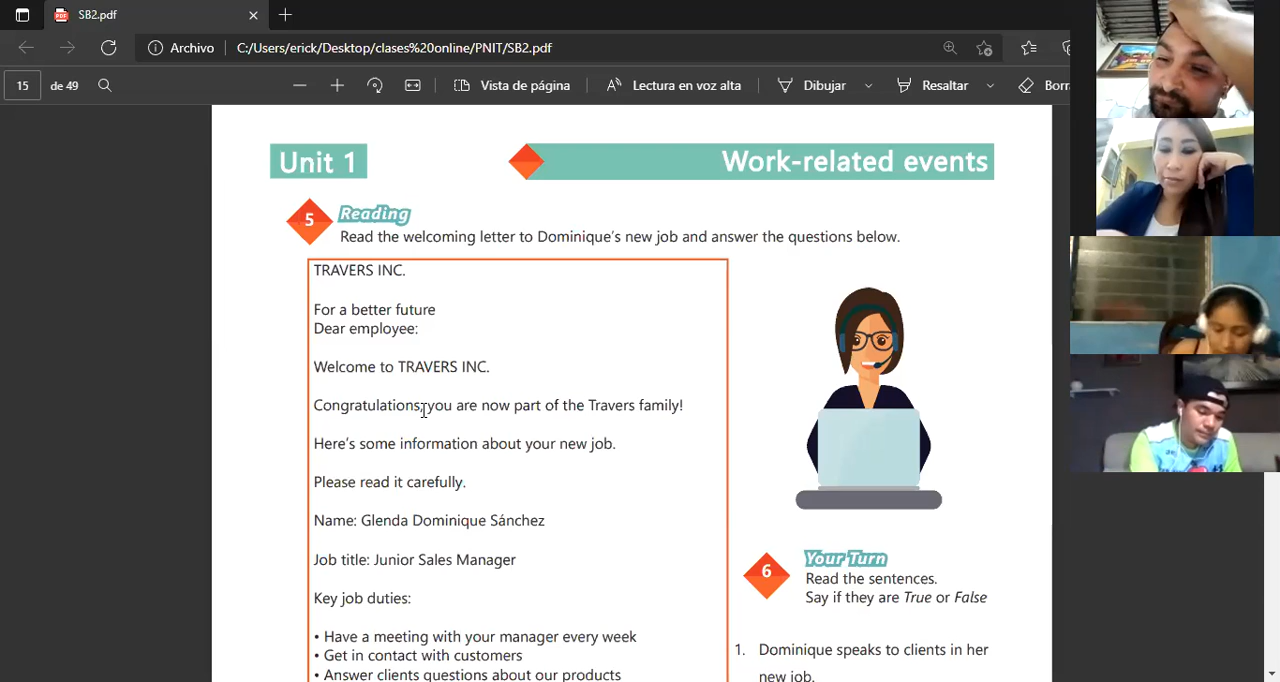 SB2.pdf
Archivo C:/Users/erick/Desktop/clases%20online/PNIT/SB2.pdf
15 de 49 Vista de página Lectura en voz alta Dibujar Resaltar Borr
Unit 1 Work-related events
5 Reading
Read the welcoming letter to Dominique's new job and answer the questions below.
TRAVERS INC.
For a better future
Dear employee:
Welcome to TRAVERS INC.
Congratulations, you are now part of the Travers family!
Here's some information about your new job.
Please read it carefully.
Name: Glenda Dominique Sánchez
Job title: Junior Sales Manager
Key job duties:
• Have a meeting with your manager every week
• Get in contact with customers
• Answer clients questions about our products
6 Your Turn
Read the sentences.
Say if they are True or False
1. Dominique speaks to clients in her
new job.